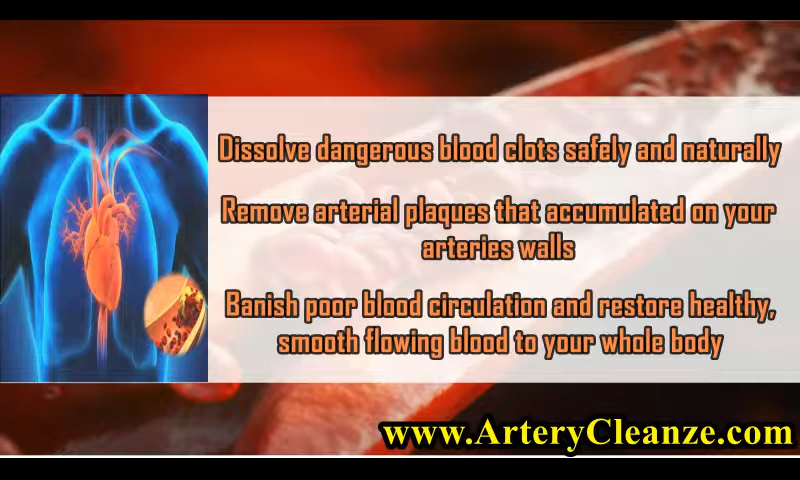 Dissolve dangerous blood clots safely and naturally
Remove arterial plaques that accumulated on your
arteries walls
Banish poor blood circulation and restore healthy,
smooth flowing blood to your whole body
www.ArteryCleanze.com